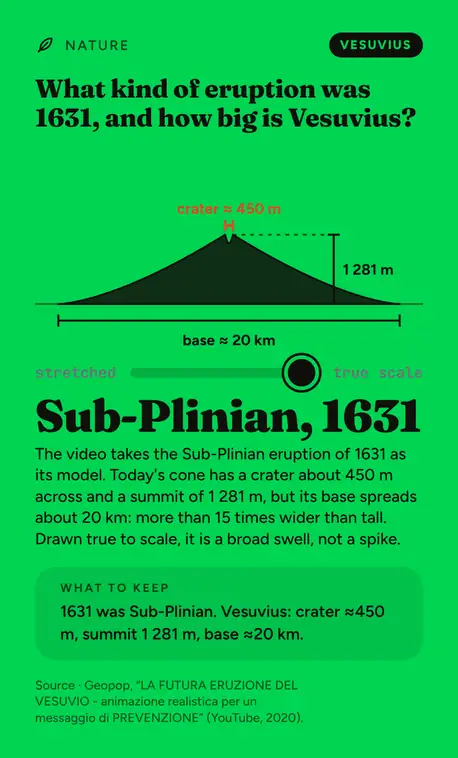 NATURE
VESUVIUS
What kind of eruption was
1631, and how big is Vesuvius?
crater ≈ 450 m
1 281 m
base ≈ 20 km
stretched
true scale
Sub-Plinian, 1631
The video takes the Sub-Plinian eruption of 1631 as
its model. Today's cone has a crater about 450 m
across and a summit of 1 281 m, but its base spreads
about 20 km: more than 15 times wider than tall.
Drawn true to scale, it is a broad swell, not a spike.
WHAT TO KEEP
1631 was Sub-Plinian. Vesuvius: crater ≈450
m, summit 1 281 m, base ≈20 km.
Source · Geopop, “LA FUTURA ERUZIONE DEL
VESUVIO - animazione realistica per un
messaggio di PREVENZIONE” (YouTube, 2020).